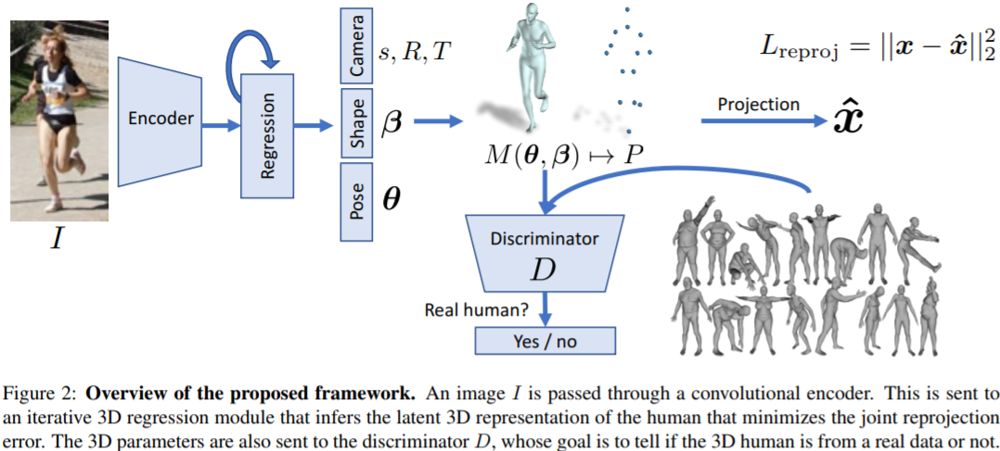 I
Encoder
Regression
Camera
s, R, T
Shape
β
Pose
θ
M(θ, β) ↦ P
L_reproj = ||x − x̂||₂²
Projection
x̂
Discriminator
D
Real human?
Yes / no
Figure 2: Overview of the proposed framework. An image I is passed through a convolutional encoder. This is sent to
an iterative 3D regression module that infers the latent 3D representation of the human that minimizes the joint reprojection
error. The 3D parameters are also sent to the discriminator D, whose goal is to tell if the 3D human is from a real data or not.